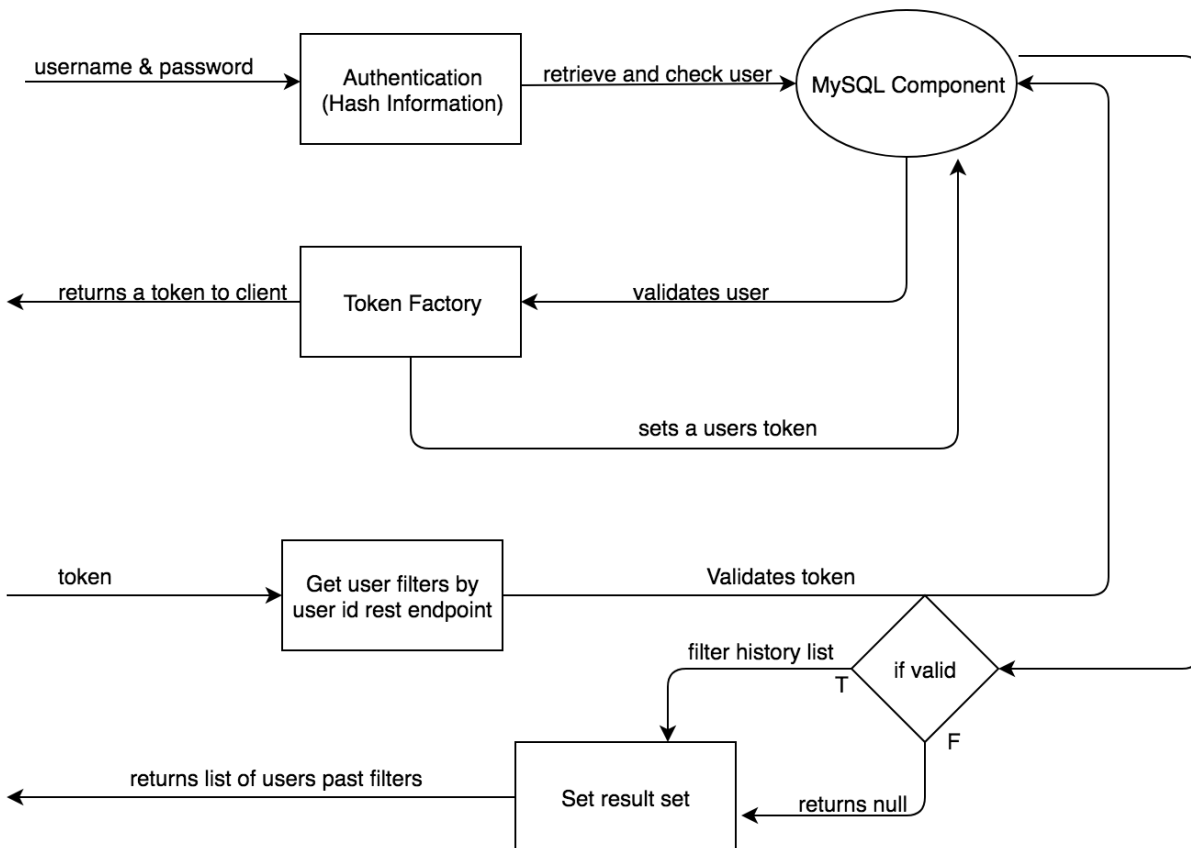 username & password
Authentication
(Hash Information)
retrieve and check user
MySQL Component
returns a token to client
Token Factory
validates user
sets a users token
token
Get user filters by
user id rest endpoint
Validates token
filter history list
T
if valid
F
returns list of users past filters
Set result set
returns null